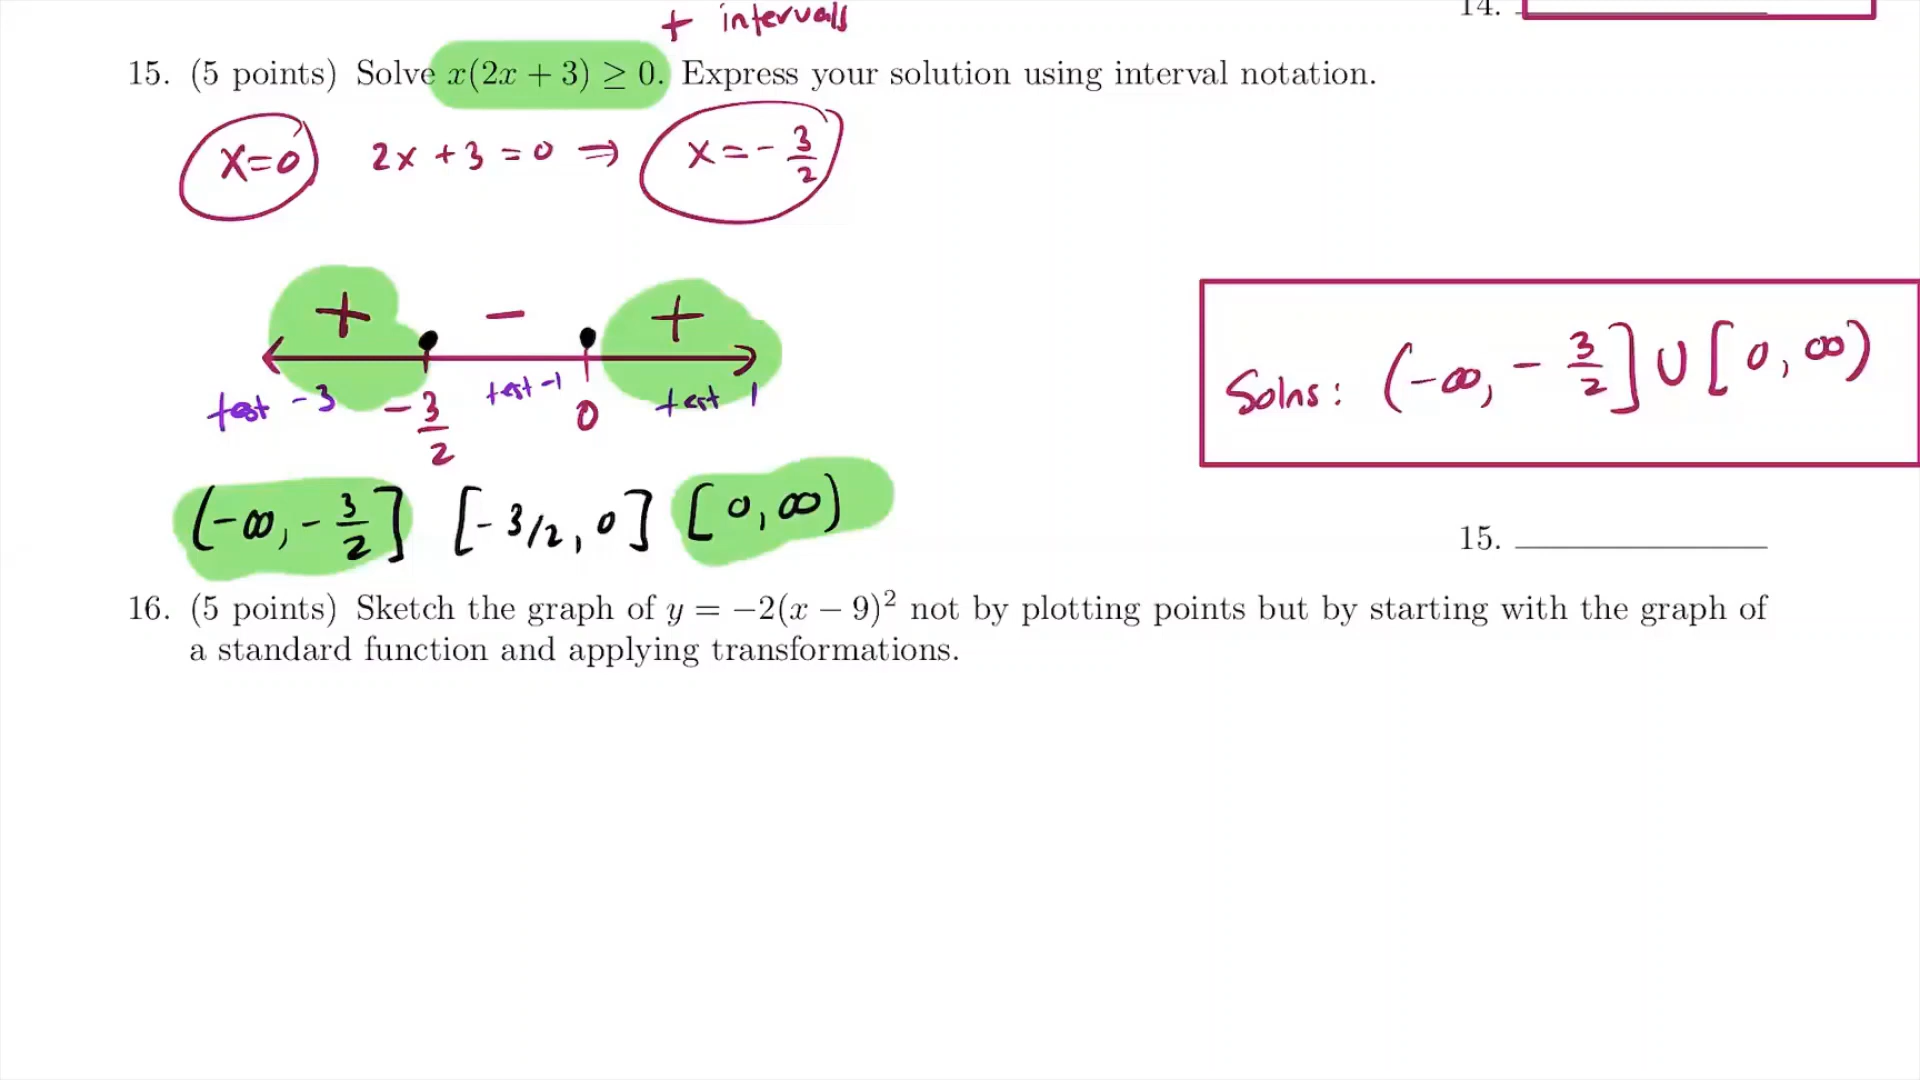 + intervals
14.
15. (5 points) Solve x(2x + 3) ≥ 0. Express your solution using interval notation.
x=0 2x + 3 = 0 ⇒ x = - 3/2
+ - +
test -3 -3/2 test -1 0 test 1
Solns: (-∞, - 3/2] ∪ [0, ∞)
(-∞, - 3/2] [-3/2, 0] [0, ∞)
15.
16. (5 points) Sketch the graph of y = −2(x − 9)² not by plotting points but by starting with the graph of
a standard function and applying transformations.